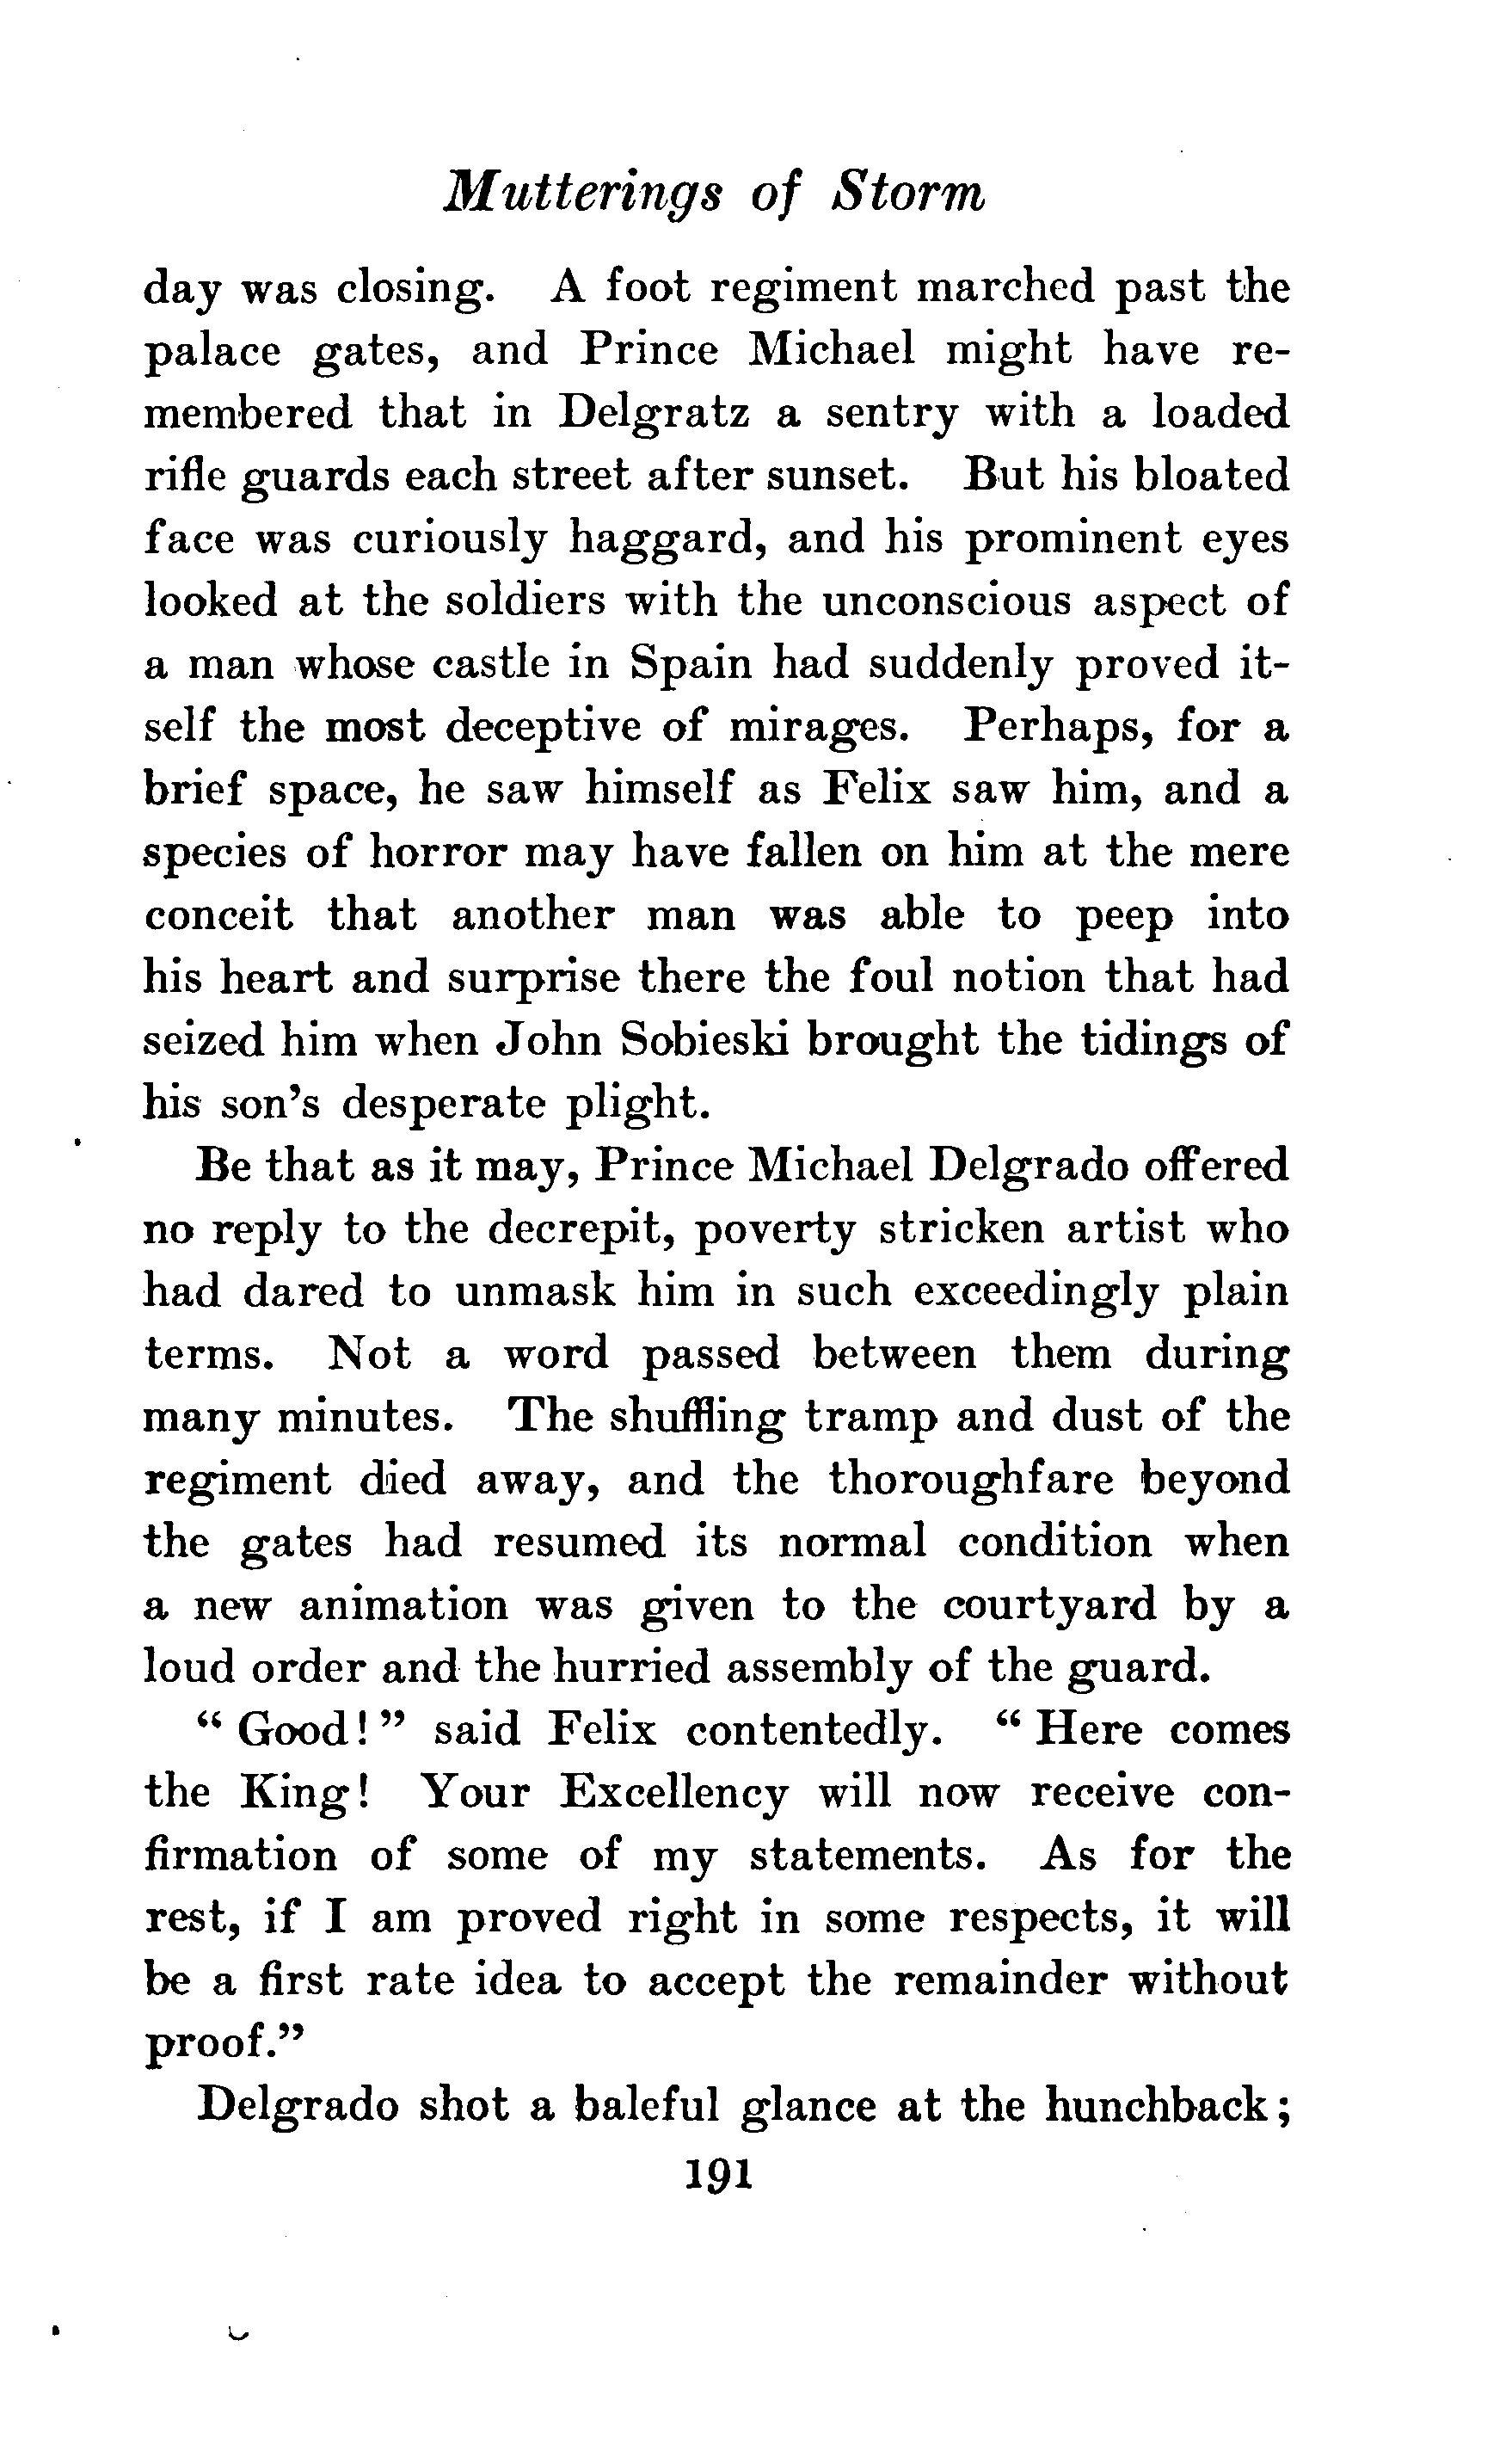 Mutterings of Storm
day was closing. A foot regiment marched past the
palace gates, and Prince Michael might have re-
membered that in Delgratz a sentry with a loaded
rifle guards each street after sunset. But his bloated
face was curiously haggard, and his prominent eyes
looked at the soldiers with the unconscious aspect of
a man whose castle in Spain had suddenly proved it-
self the most deceptive of mirages. Perhaps, for a
brief space, he saw himself as Felix saw him, and a
species of horror may have fallen on him at the mere
conceit that another man was able to peep into
his heart and surprise there the foul notion that had
seized him when John Sobieski brought the tidings of
his son's desperate plight.
Be that as it may, Prince Michael Delgrado offered
no reply to the decrepit, poverty stricken artist who
had dared to unmask him in such exceedingly plain
terms. Not a word passed between them during
many minutes. The shuffling tramp and dust of the
regiment died away, and the thoroughfare beyond
the gates had resumed its normal condition when
a new animation was given to the courtyard by a
loud order and the hurried assembly of the guard.
“ Good! ” said Felix contentedly. “ Here comes
the King! Your Excellency will now receive con-
firmation of some of my statements. As for the
rest, if I am proved right in some respects, it will
be a first rate idea to accept the remainder without
proof.”
Delgrado shot a baleful glance at the hunchback;
191